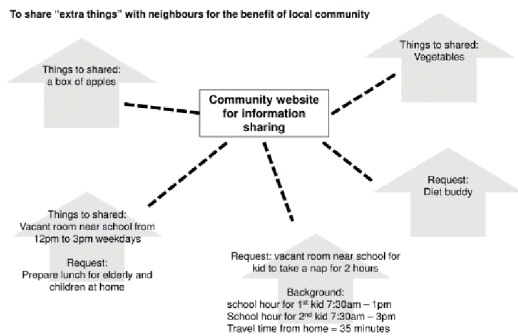 To share "extra things" with neighbours for the benefit of local community
Things to shared:
a box of apples
Things to shared:
Vegetables
Community website
for information
sharing
Request:
Diet buddy
Things to shared:
Vacant room near school from
12pm to 3pm weekdays
Request:
Prepare lunch for elderly and
children at home
Request: vacant room near school for
kid to take a nap for 2 hours
Background:
school hour for 1st kid 7:30am – 1pm
School hour for 2nd kid 7:30am – 3pm
Travel time from home = 35 minutes